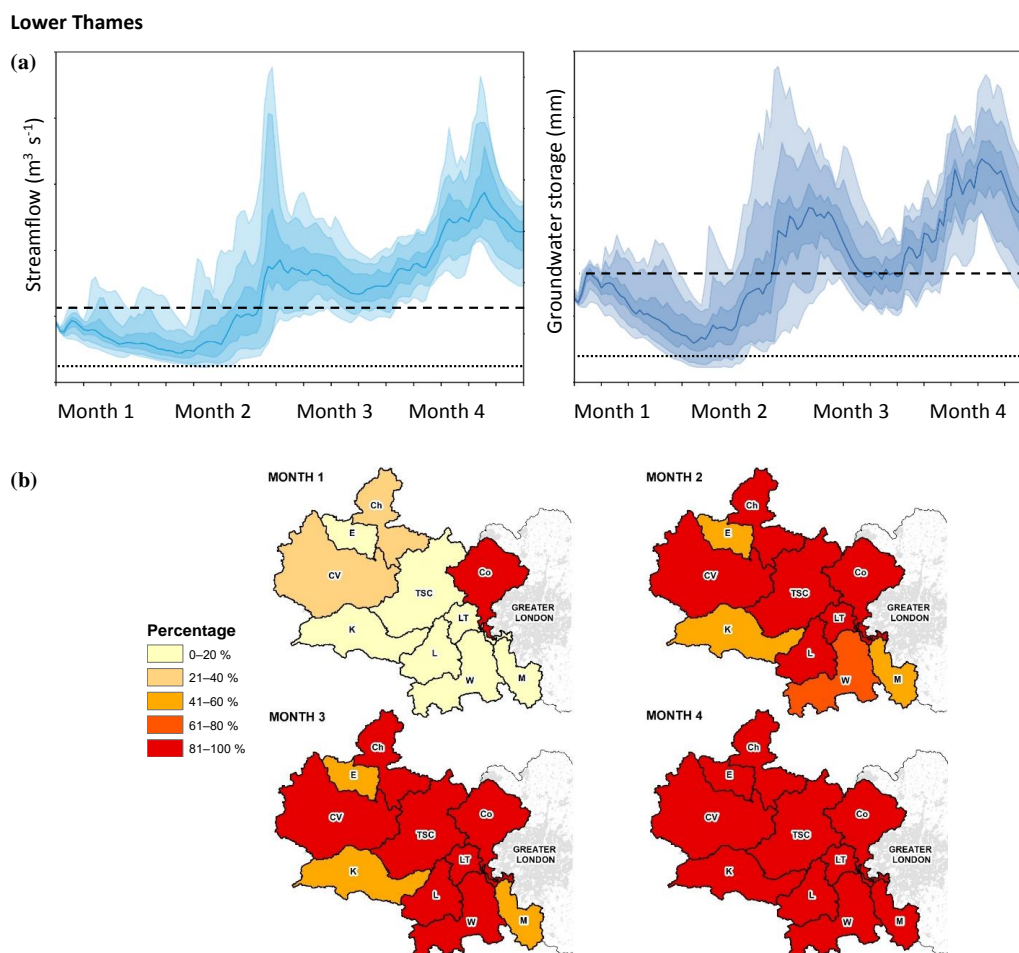 Lower Thames
(a)
Streamflow (m³ s⁻¹)
Month 1 Month 2 Month 3 Month 4
Groundwater storage (mm)
Month 1 Month 2 Month 3 Month 4
(b)
MONTH 1
Ch
E
CV
Co
TSC
GREATER
LONDON
K
LT
L
W
M
MONTH 2
Ch
E
CV
Co
TSC
GREATER
LONDON
K
LT
L
W
M
Percentage
0–20 %
21–40 %
41–60 %
61–80 %
81–100 %
MONTH 3
Ch
E
CV
Co
TSC
GREATER
LONDON
K
LT
L
W
M
MONTH 4
Ch
E
CV
Co
TSC
GREATER
LONDON
K
LT
L
W
M